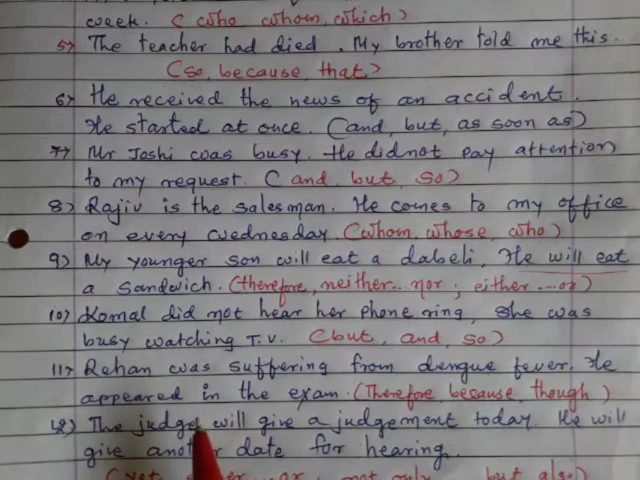 week. ( who whom, which )
5) The teacher had died. My brother told me this.
(so, because, that)
6) He received the news of an accident.
He started at once. (and, but, as soon as)
7) Mr Joshi was busy. He did not pay attention
to my request. ( and, but, so )
8) Rajiv is the salesman. He comes to my office
on every wednesday. (whom, whose, who)
9) My younger son will eat a dabeli, He will eat
a sandwich. (therefore, neither.. nor ; either ....or)
10) Komal did not hear her phone ring, She was
busy watching T.V. (but, and, so)
11) Rehan was suffering from dengue fever. He
appeared in the exam. (Therefore, because, though)
12) The judge will give a judgement today. He will
give another date for hearing.
not only but also)